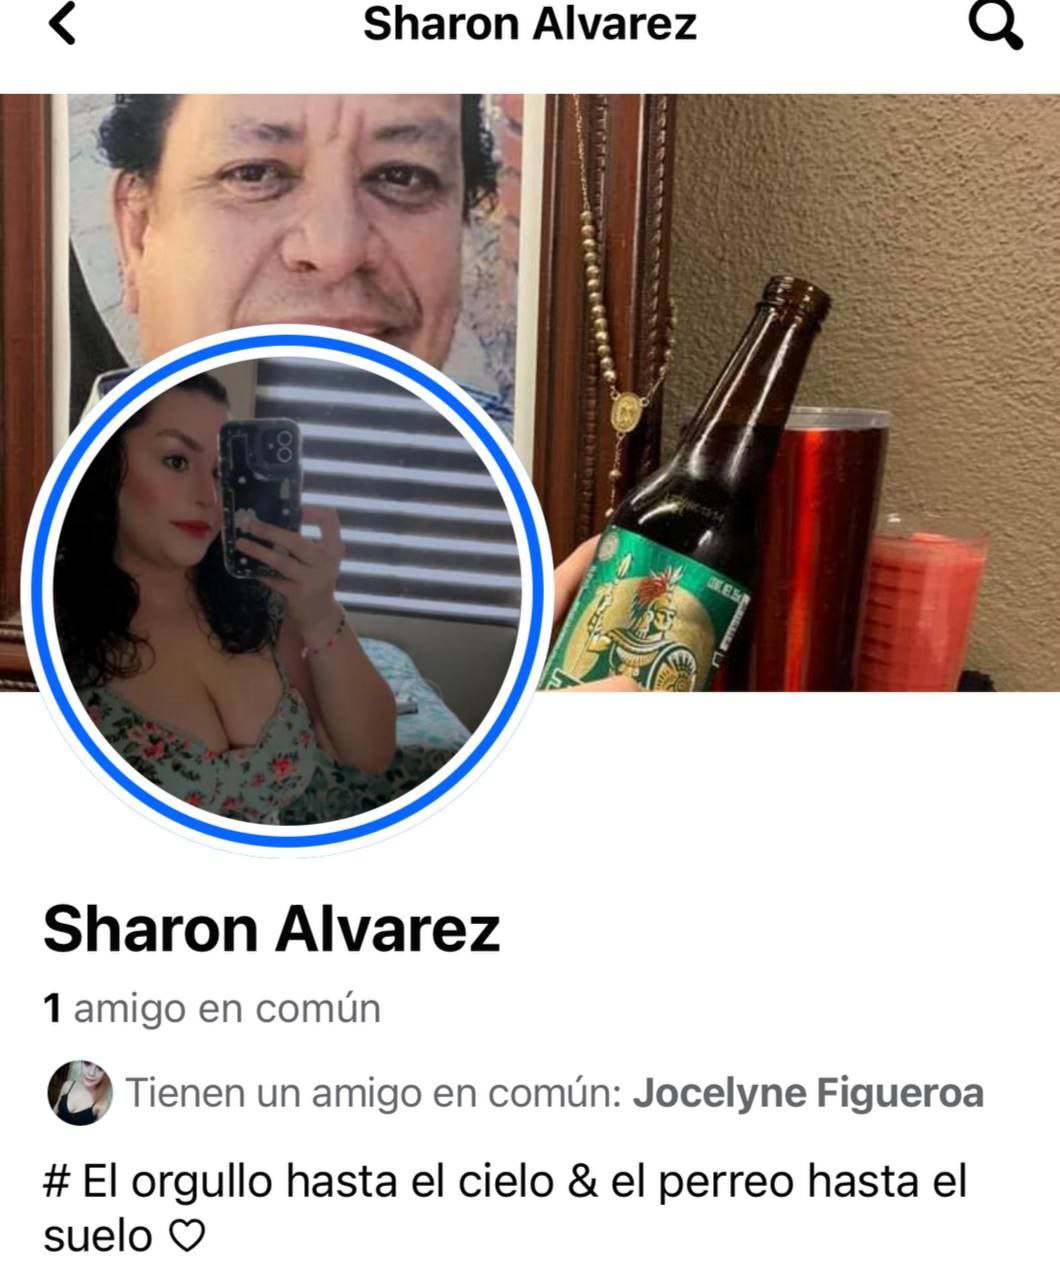 Sharon Alvarez
Sharon Alvarez
1 amigo en común
Tienen un amigo en común: Jocelyne Figueroa
# El orgullo hasta el cielo & el perreo hasta el
suelo ♡